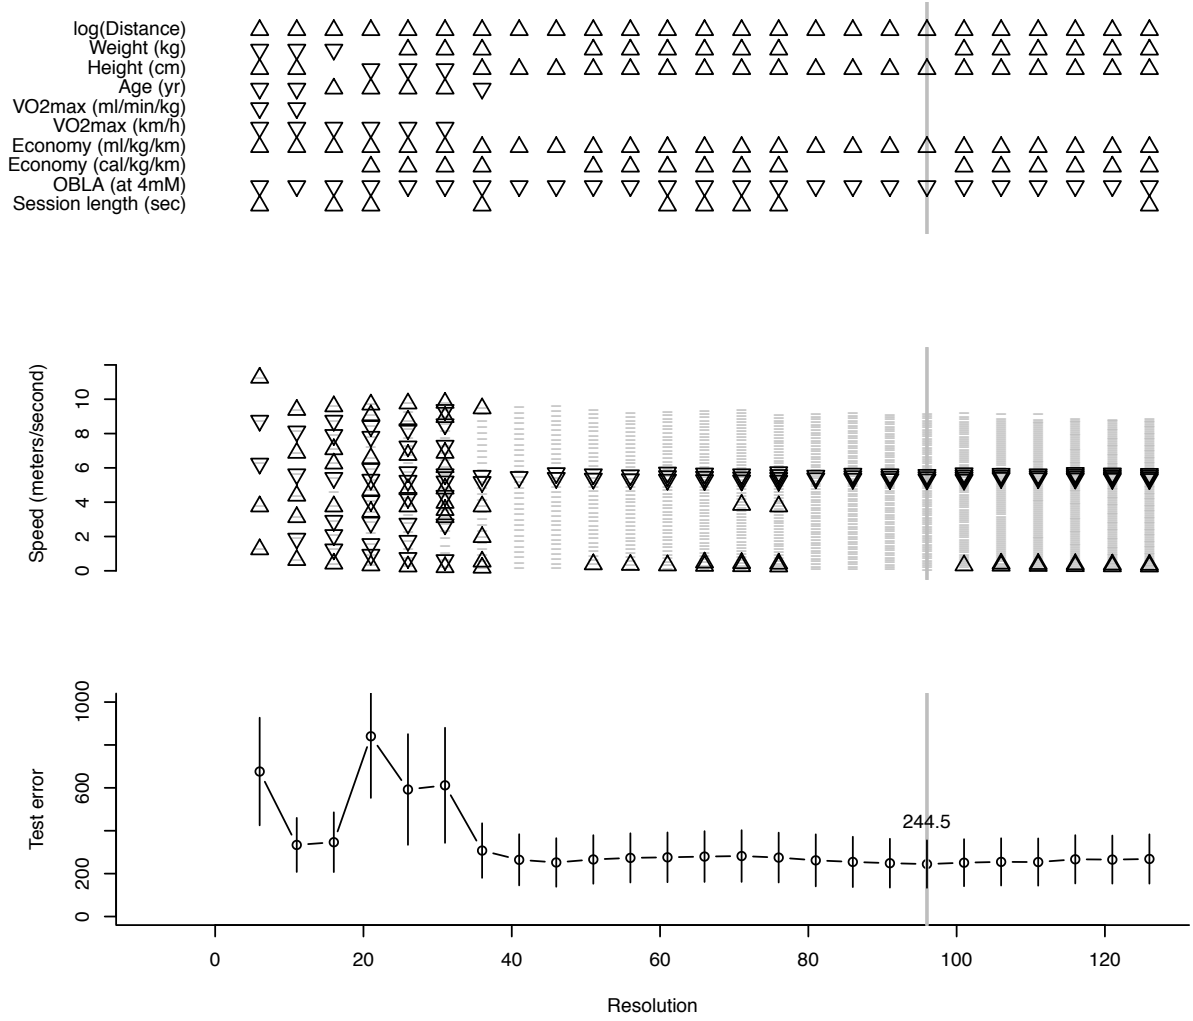 log(Distance)
Weight (kg)
Height (cm)
Age (yr)
VO2max (ml/min/kg)
VO2max (km/h)
Economy (ml/kg/km)
Economy (cal/kg/km)
OBLA (at 4mM)
Session length (sec)
Speed (meters/second)
10
8
6
4
2
0
Test error
1000
600
200
0
244.5
0 20 40 60 80 100 120
Resolution